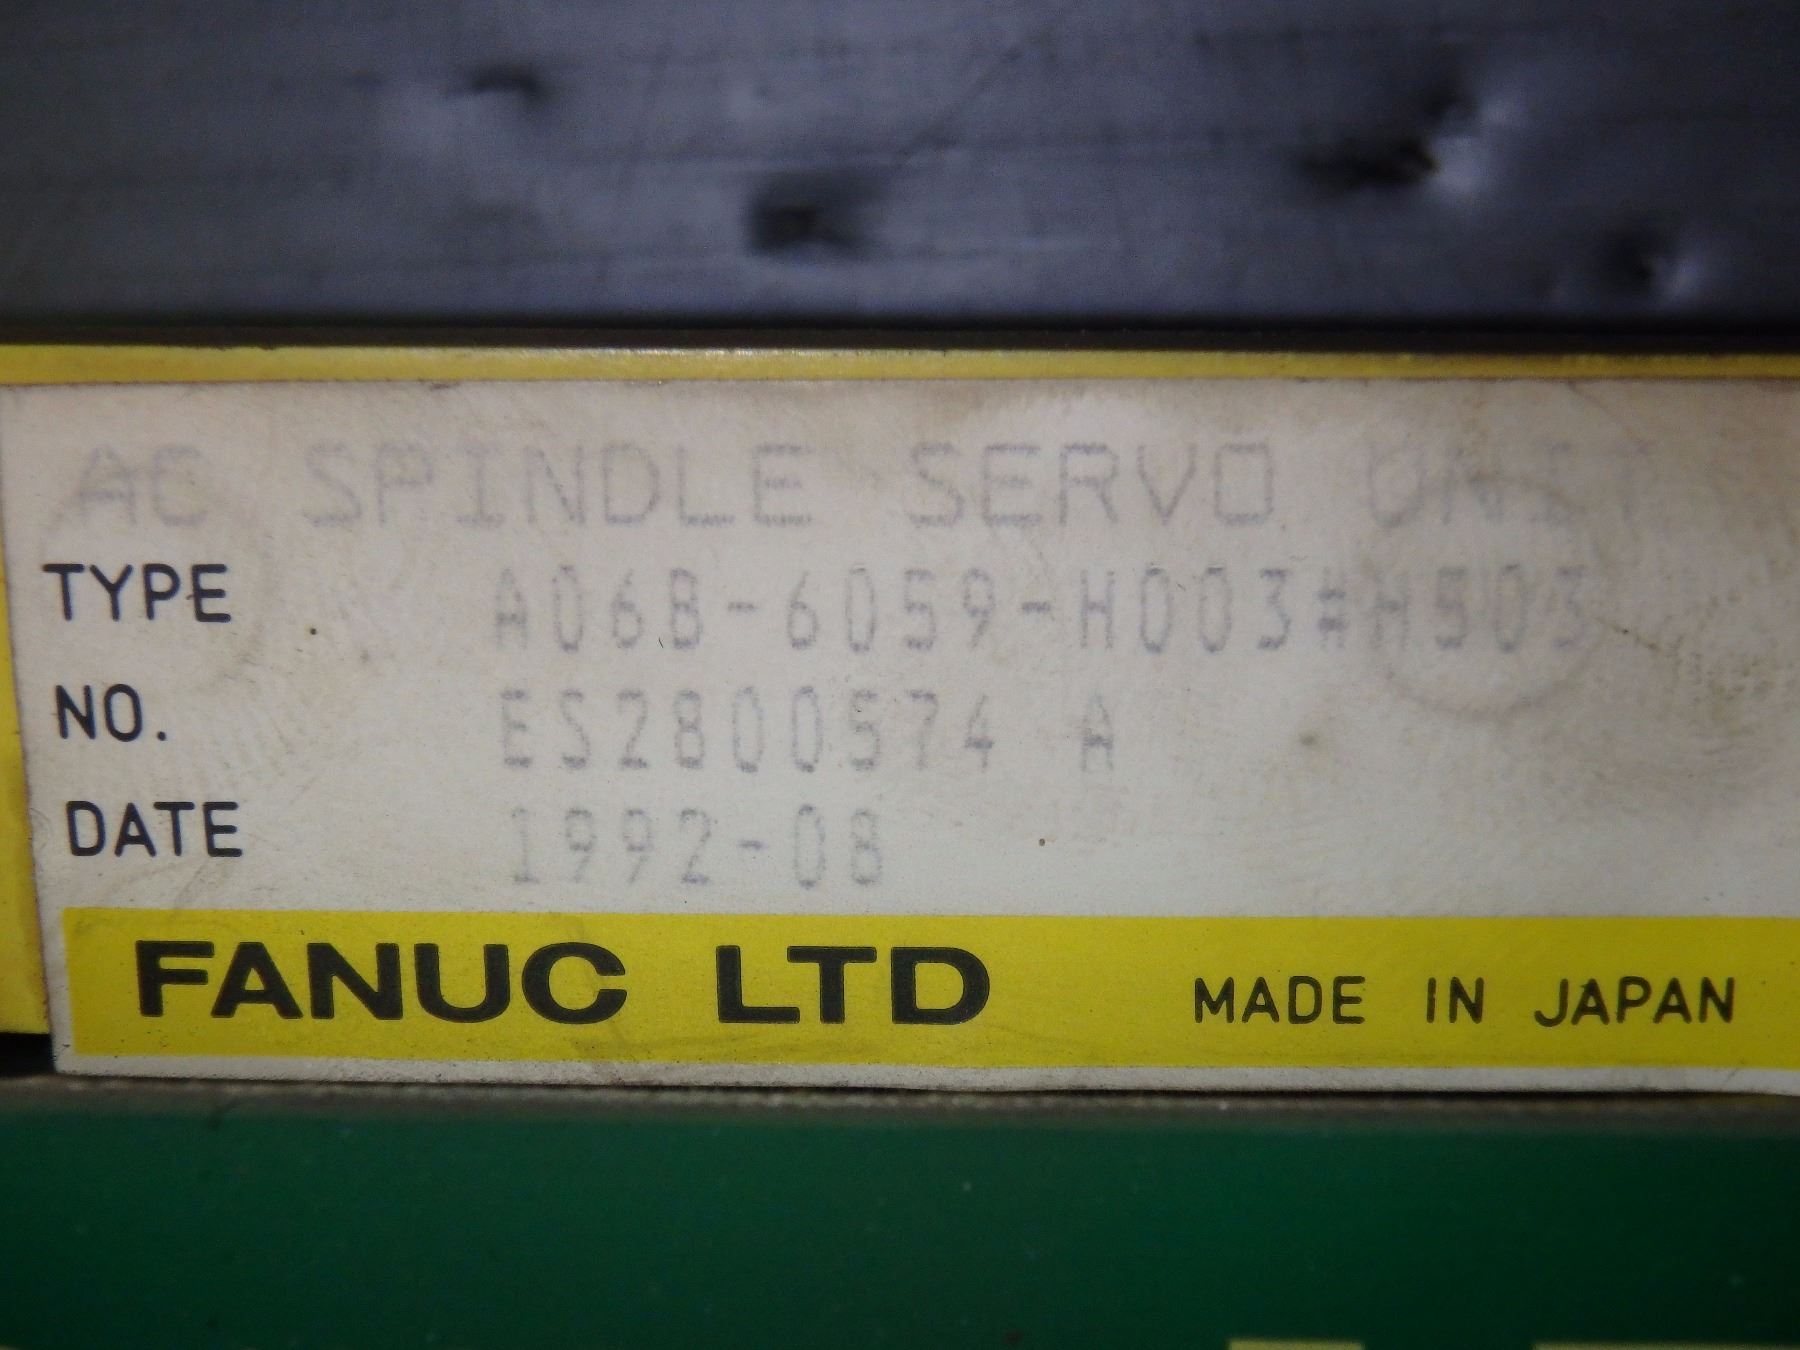 AC SPINDLE SERVO UNIT
TYPE A06B-6059-H003#H503
NO. ES2800574 A
DATE 1992-08
FANUC LTD MADE IN JAPAN